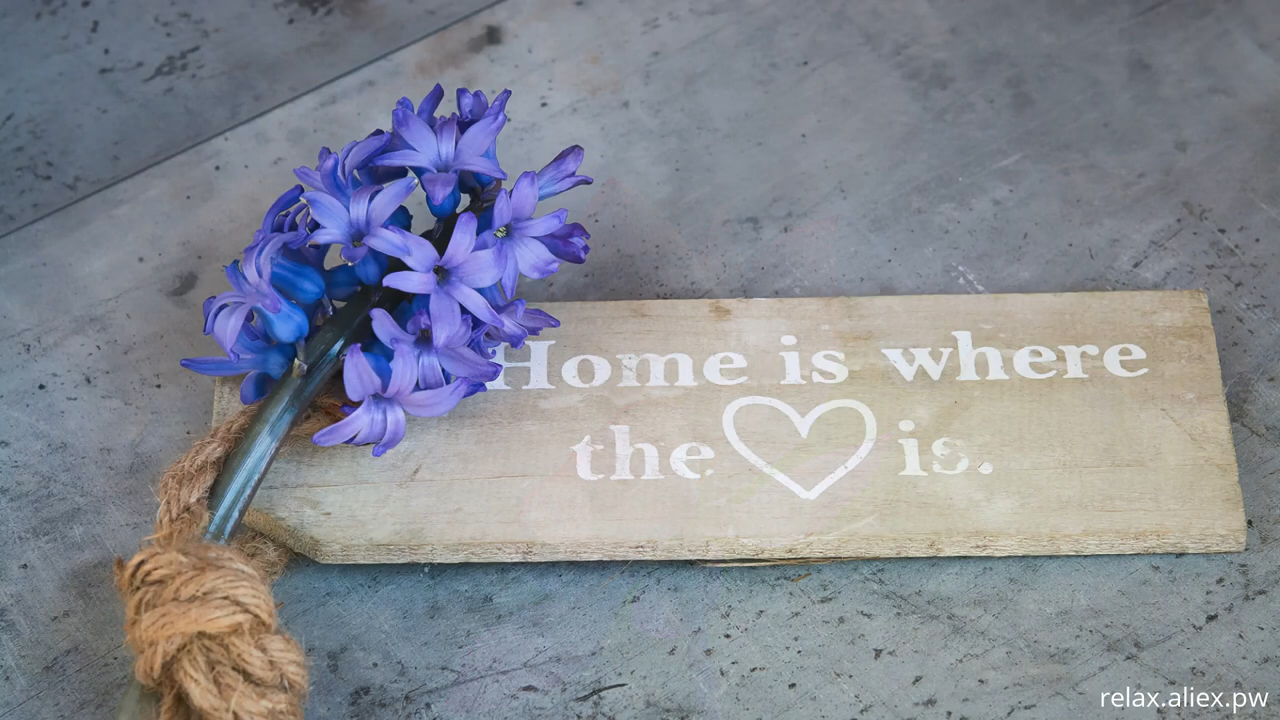 Home is where
the ♡ is.
relax.aliex.pw